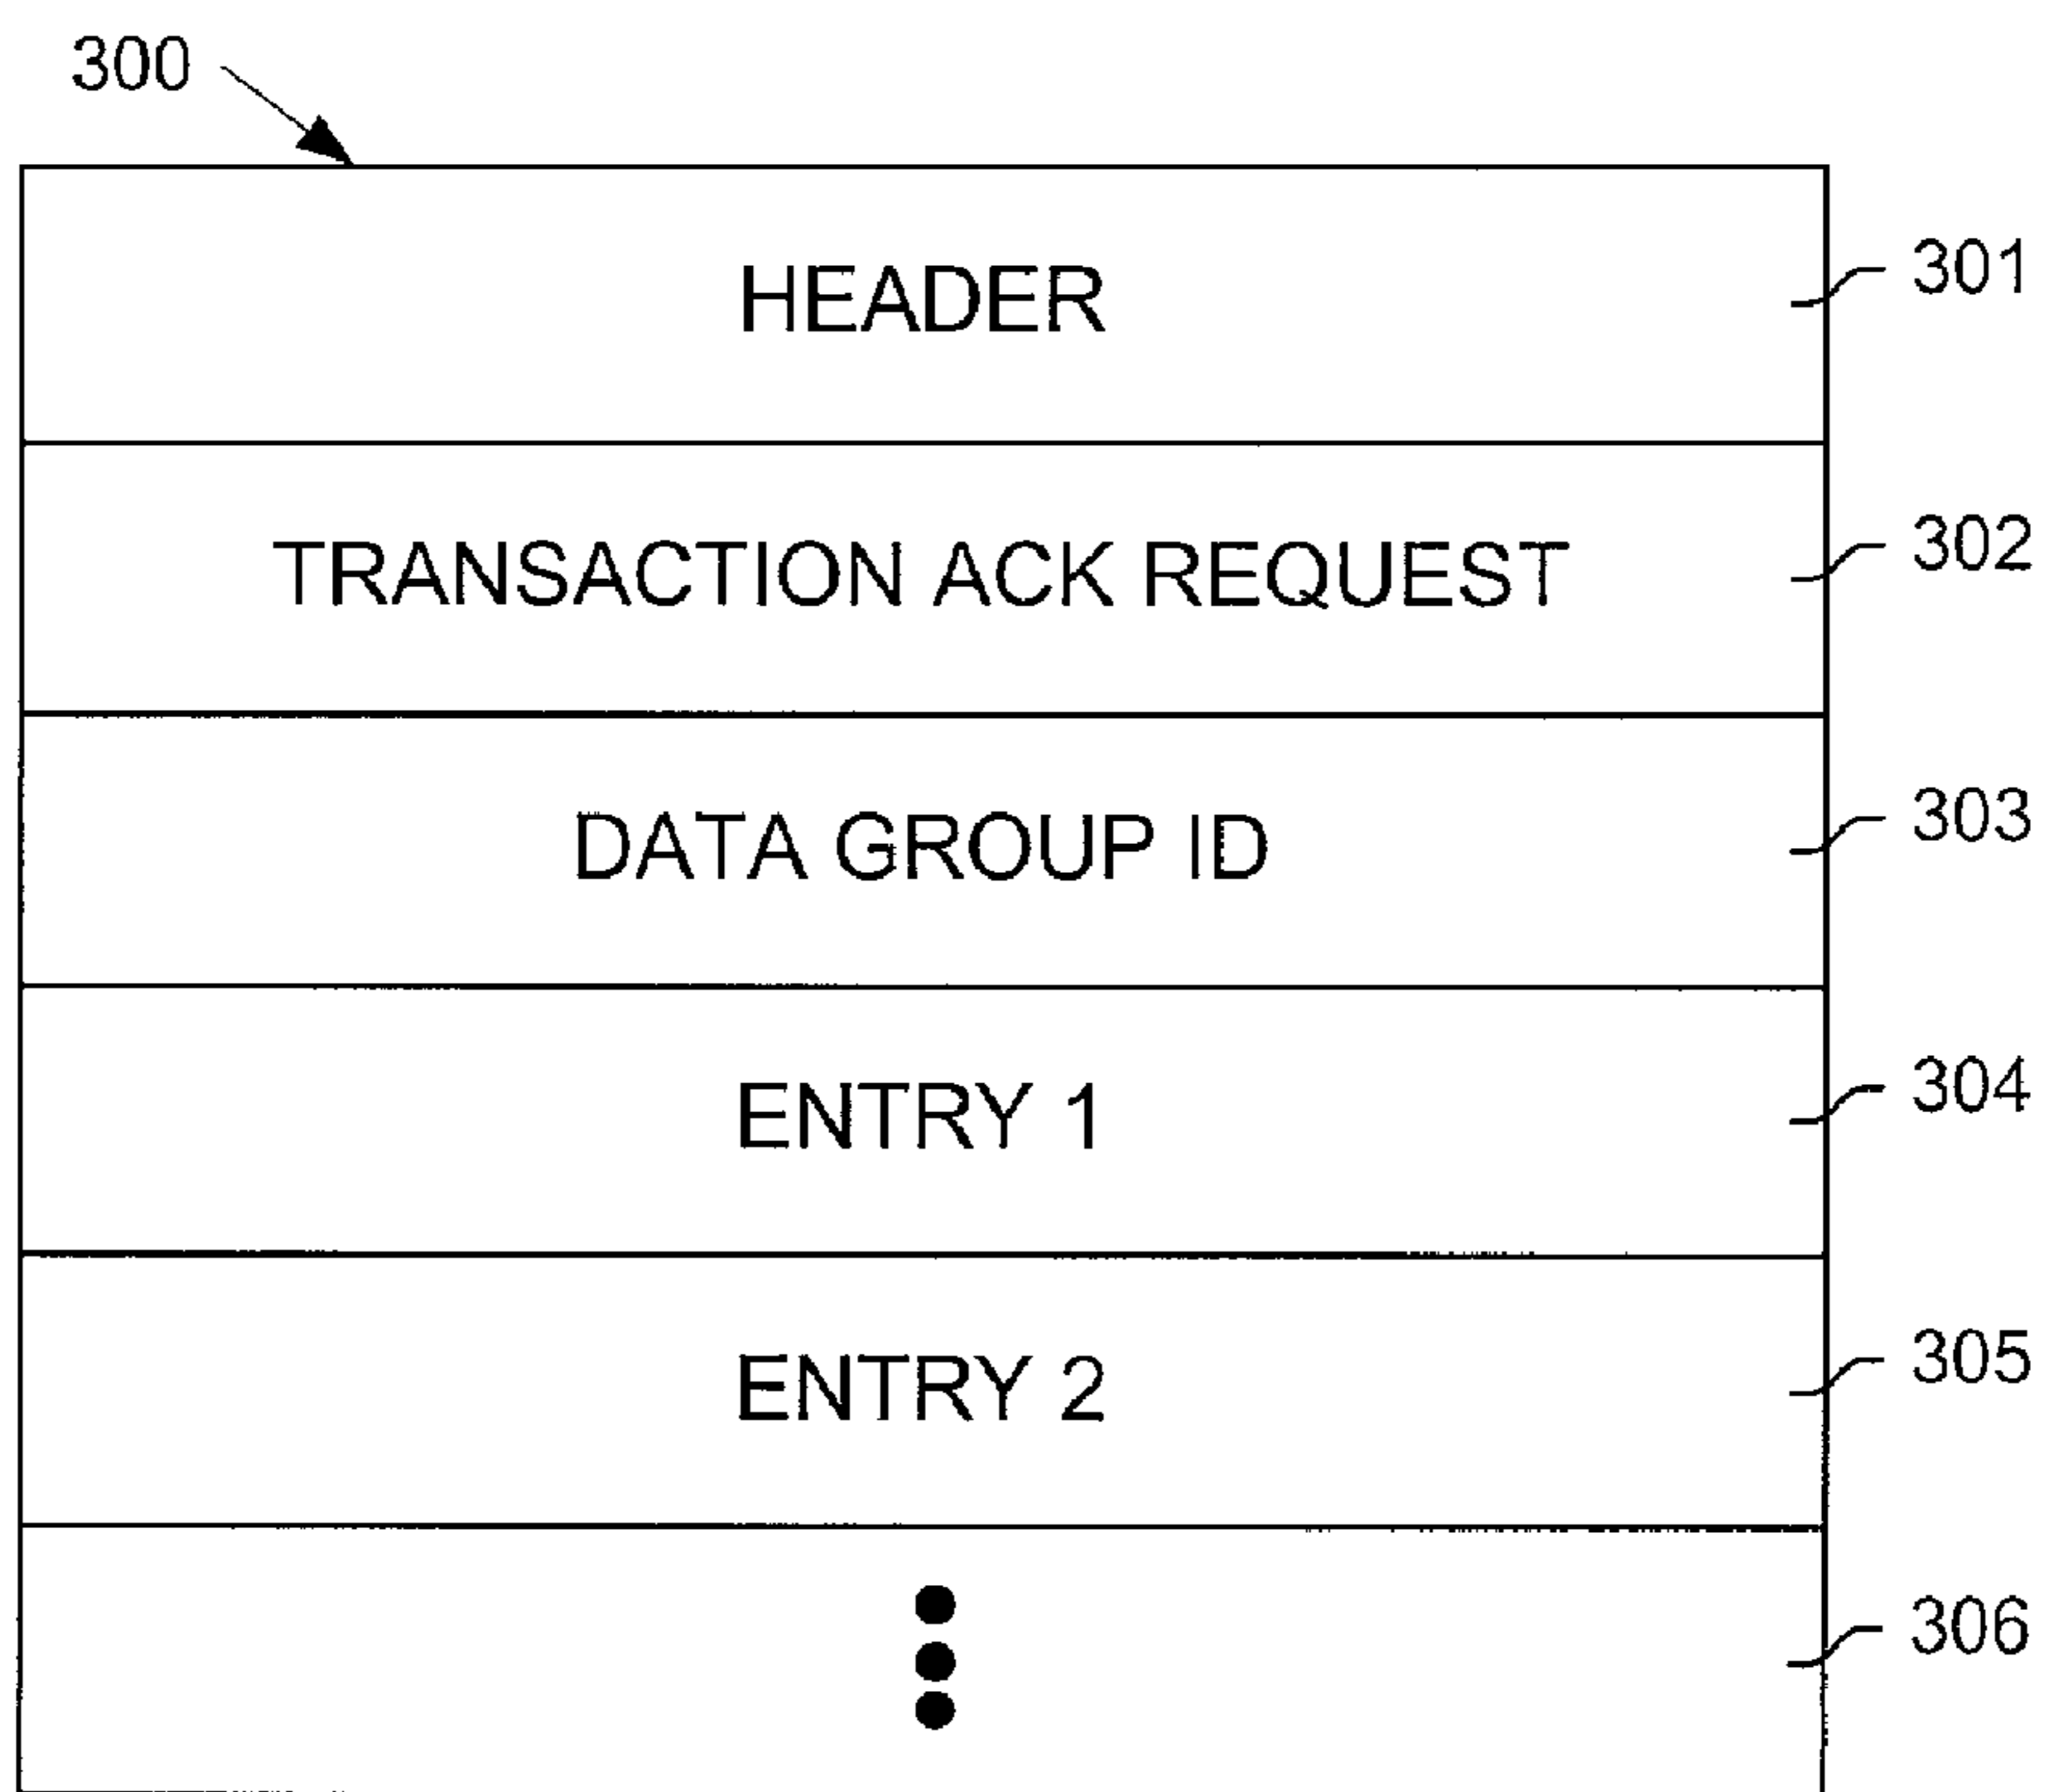 300
HEADER 301
TRANSACTION ACK REQUEST 302
DATA GROUP ID 303
ENTRY 1 304
ENTRY 2 305
306